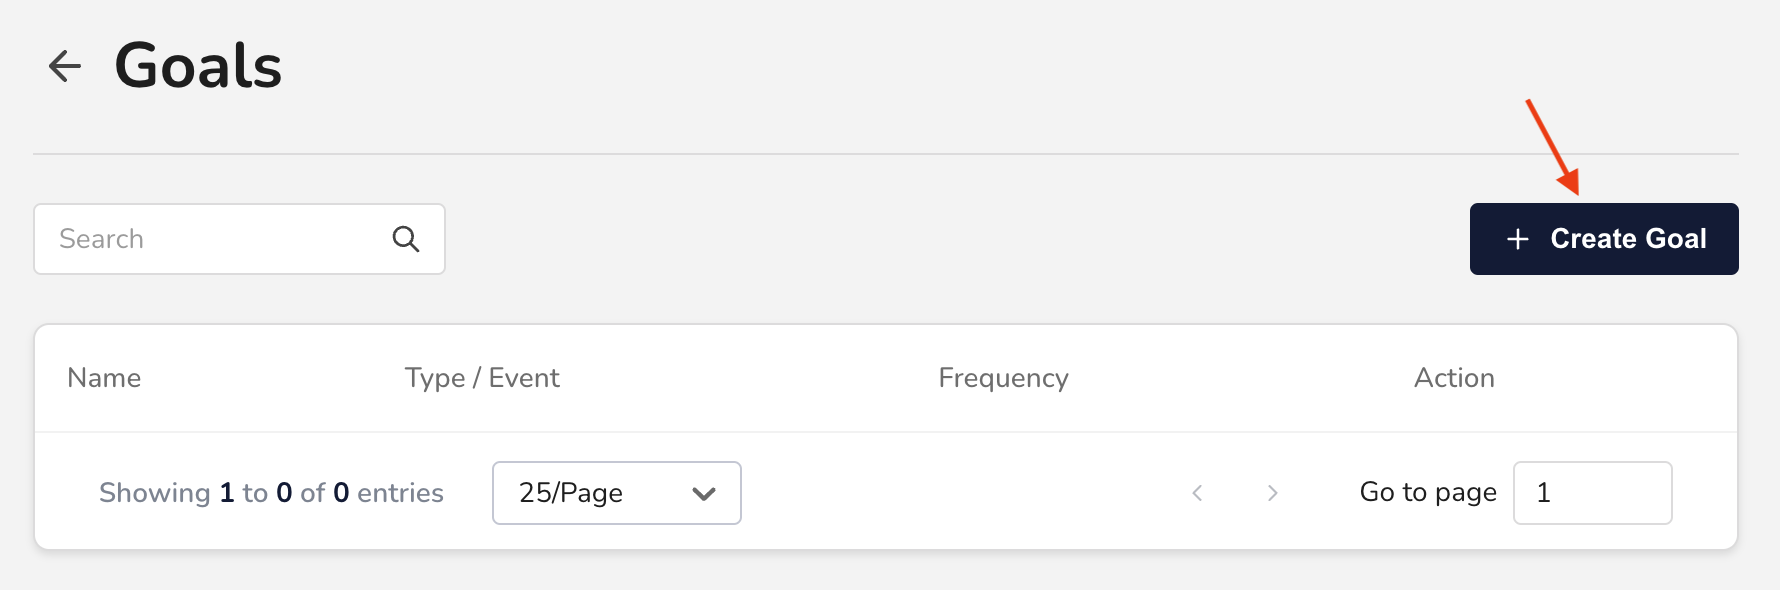 Goals
Search
+ Create Goal
Name Type / Event Frequency Action
Showing 1 to 0 of 0 entries 25/Page Go to page 1